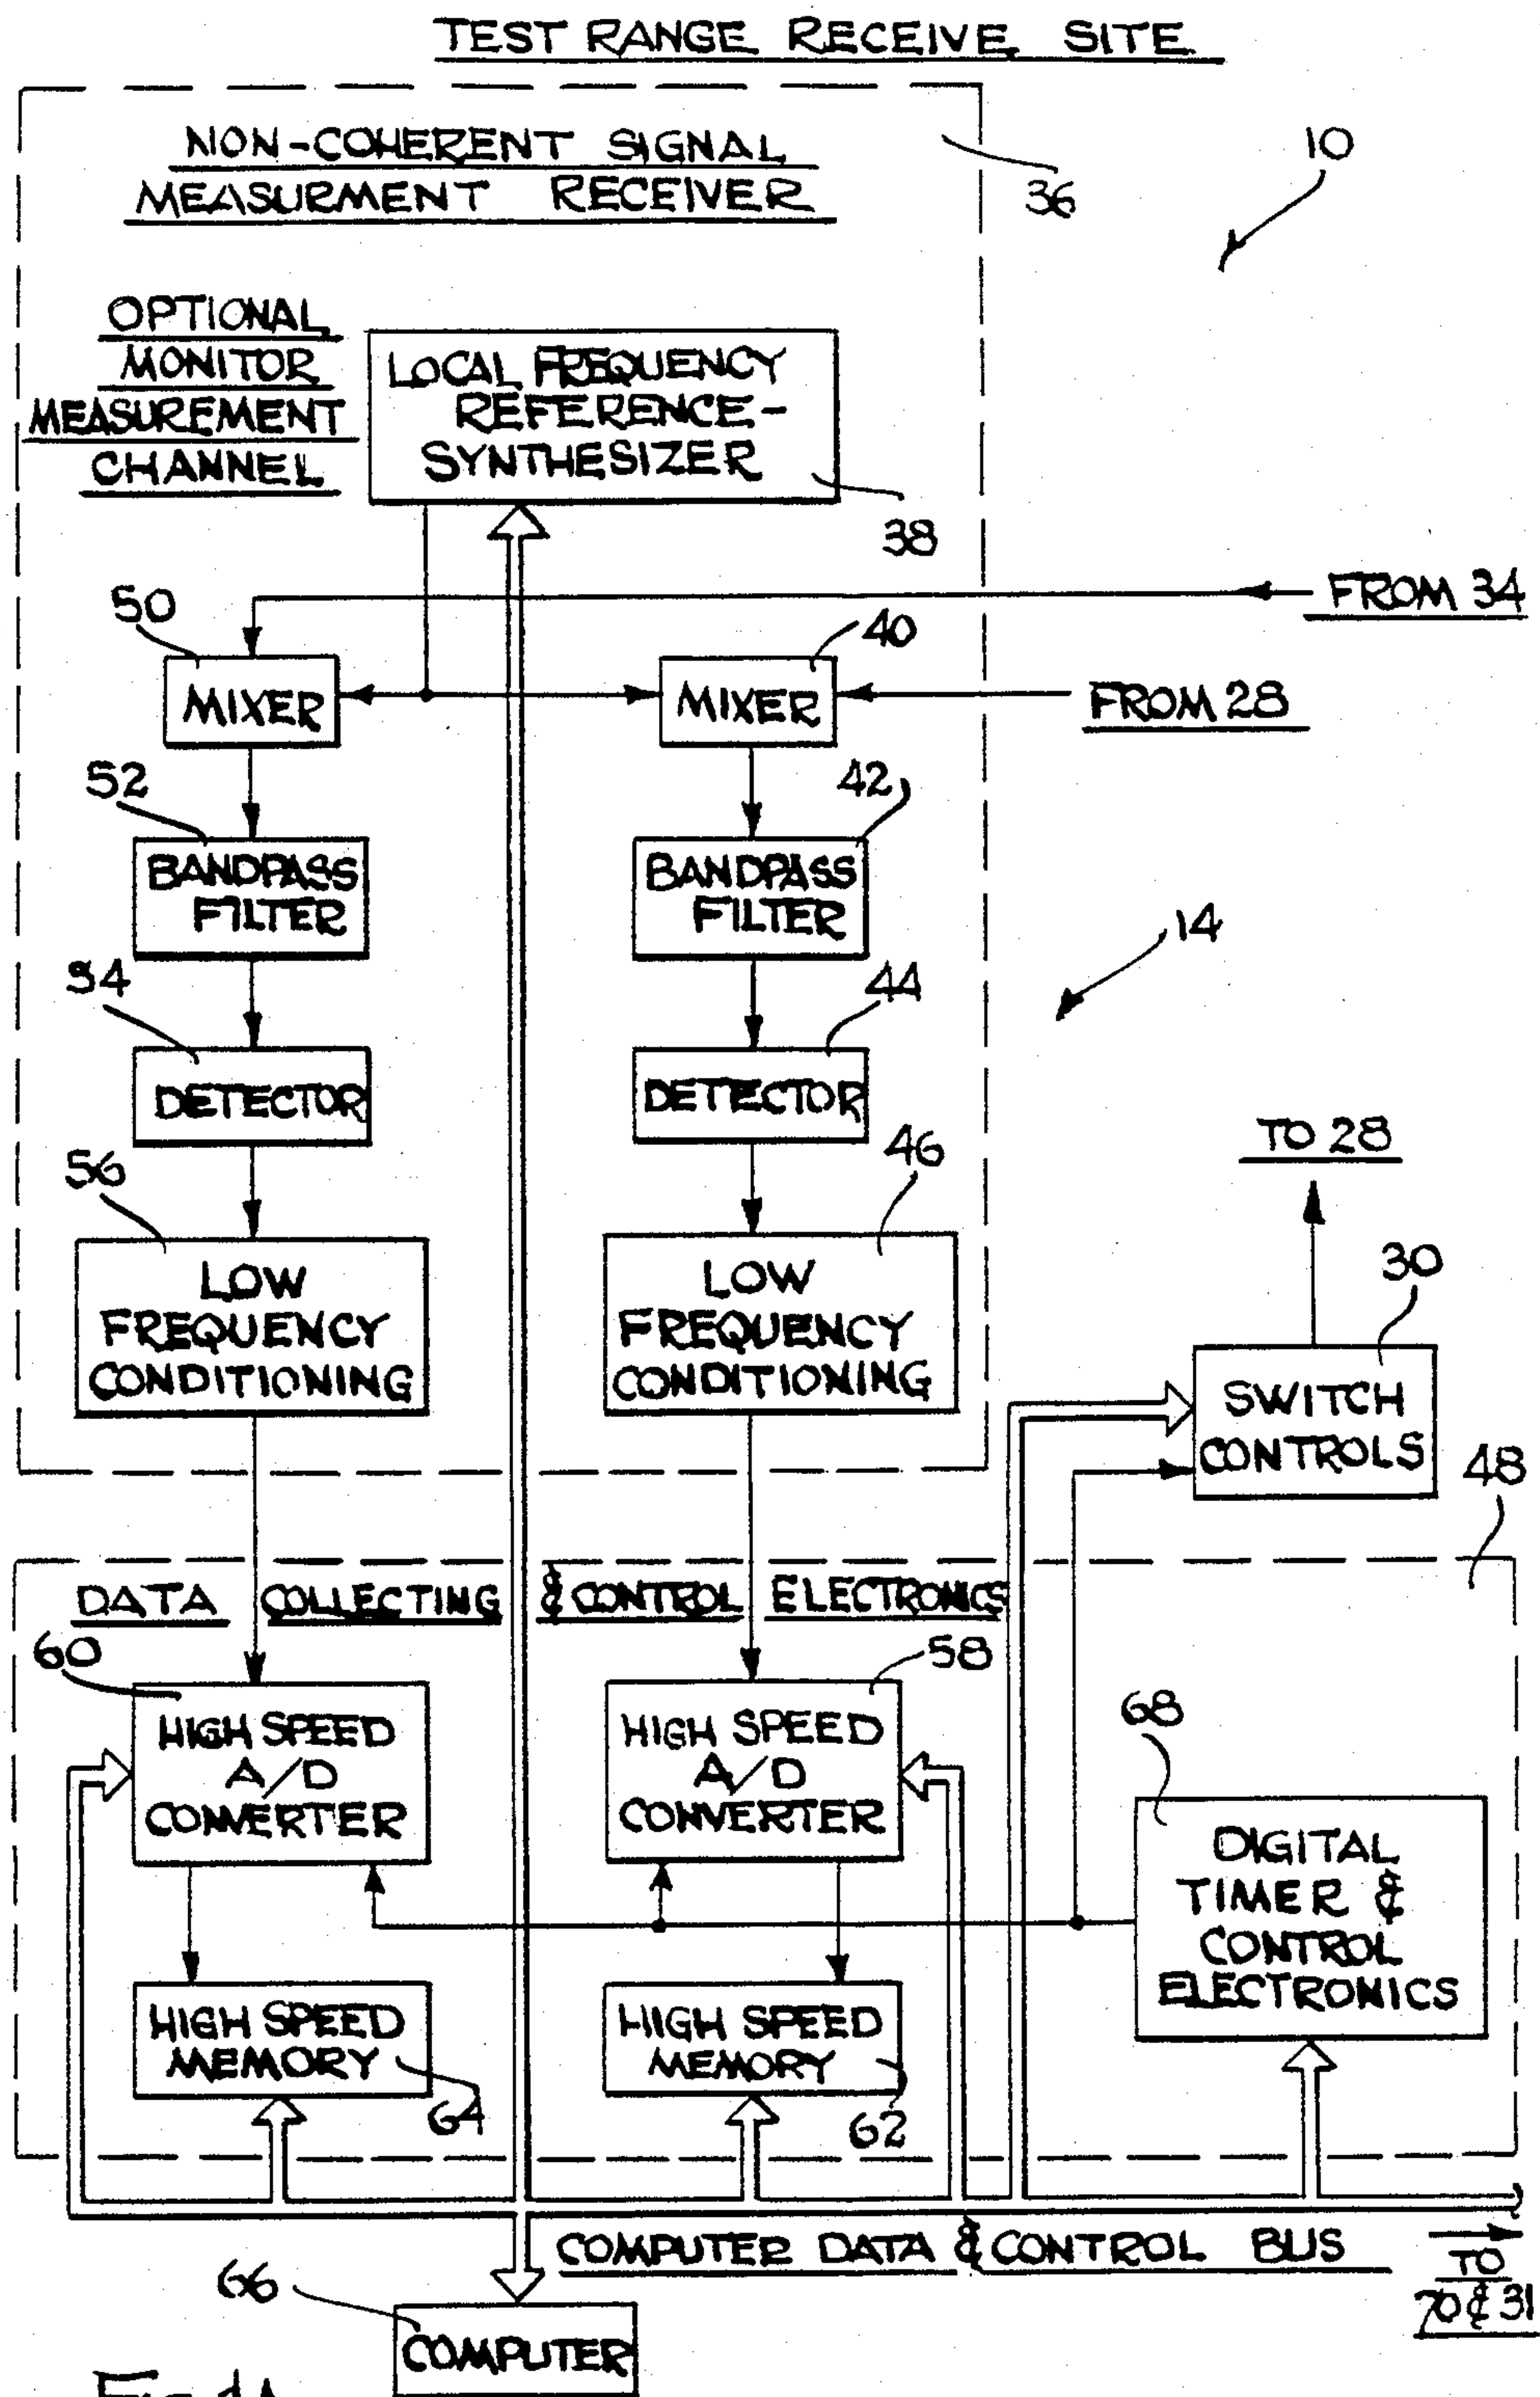 TEST RANGE RECEIVE SITE
NON-COHERENT SIGNAL
MEASURMENT RECEIVER
36
10
OPTIONAL
MONITOR
MEASUREMENT
CHANNEL
LOCAL FREQUENCY
REFERENCE-
SYNTHESIZER
38
FROM 34
50
MIXER
40
MIXER
FROM 28
52
BANDPASS
FILTER
42
BANDPASS
FILTER
14
54
DETECTOR
44
DETECTOR
TO 28
56
LOW
FREQUENCY
CONDITIONING
46
LOW
FREQUENCY
CONDITIONING
30
SWITCH
CONTROLS
48
DATA COLLECTING & CONTROL ELECTRONICS
60
HIGH SPEED
A/D
CONVERTER
58
HIGH SPEED
A/D
CONVERTER
68
DIGITAL
TIMER &
CONTROL
ELECTRONICS
HIGH SPEED
MEMORY
64
HIGH SPEED
MEMORY
62
COMPUTER DATA & CONTROL BUS
TO
70 & 31
66
COMPUTER